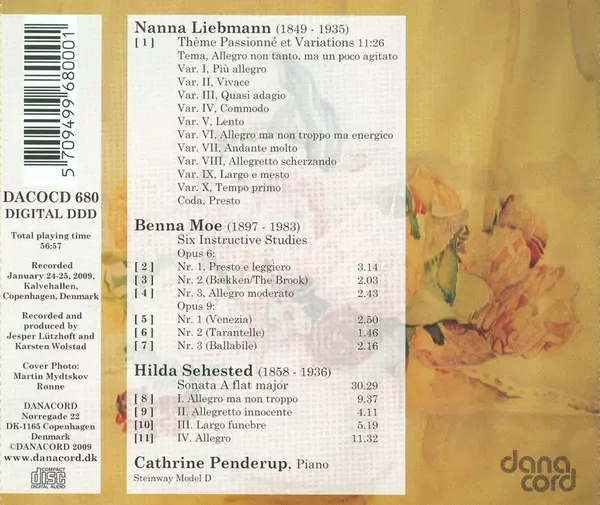 5 709499 680001
DACOCD 680
DIGITAL DDD
Total playing time
56:57
Recorded
January 24-25, 2009,
Kalvehallen,
Copenhagen, Denmark
Recorded and
produced by
Jesper Lützhøft and
Karsten Wolstad
Cover Photo:
Martin Mydtskov
Rønne
DANACORD
Nørregade 22
DK-1165 Copenhagen
Denmark
©DANACORD 2009
www.danacord.dk
COMPACT
disc
DIGITAL AUDIO
Nanna Liebmann (1849 - 1935)
[ 1 ] Thème Passionné et Variations 11:26
Tema, Allegro non tanto, ma un poco agitato
Var. I, Più allegro
Var. II, Vivace
Var. III, Quasi adagio
Var. IV, Commodo
Var. V, Lento
Var. VI. Allegro ma non troppo ma energico
Var. VII, Andante molto
Var. VIII, Allegretto scherzando
Var. IX, Largo e mesto
Var. X, Tempo primo
Coda, Presto
Benna Moe (1897 - 1983)
Six Instructive Studies
Opus 6:
[ 2 ] Nr. 1, Presto e leggiero 3.14
[ 3 ] Nr. 2 (Bækken/The Brook) 2.03
[ 4 ] Nr. 3, Allegro moderato 2.43
Opus 9:
[ 5 ] Nr. 1 (Venezia) 2.50
[ 6 ] Nr. 2 (Tarantelle) 1.46
[ 7 ] Nr. 3 (Ballabile) 2.16
Hilda Sehested (1858 - 1936)
Sonata A flat major 30.29
[ 8 ] I. Allegro ma non troppo 9.37
[ 9 ] II. Allegretto innocente 4.11
[10] III. Largo funebre 5.19
[11] IV. Allegro 11.32
Cathrine Penderup, Piano
Steinway Model D
dana
cord